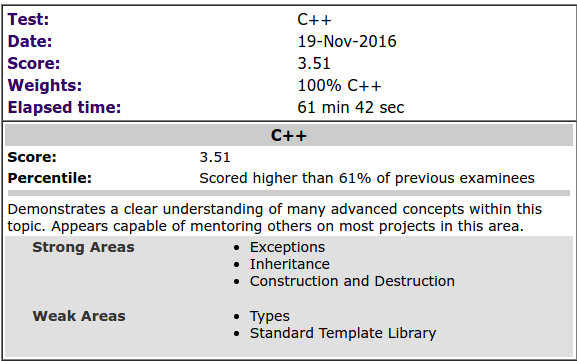 Test: C++
Date: 19-Nov-2016
Score: 3.51
Weights: 100% C++
Elapsed time: 61 min 42 sec
C++
Score: 3.51
Percentile: Scored higher than 61% of previous examinees
Demonstrates a clear understanding of many advanced concepts within this
topic. Appears capable of mentoring others on most projects in this area.
Strong Areas • Exceptions
• Inheritance
• Construction and Destruction
Weak Areas • Types
• Standard Template Library